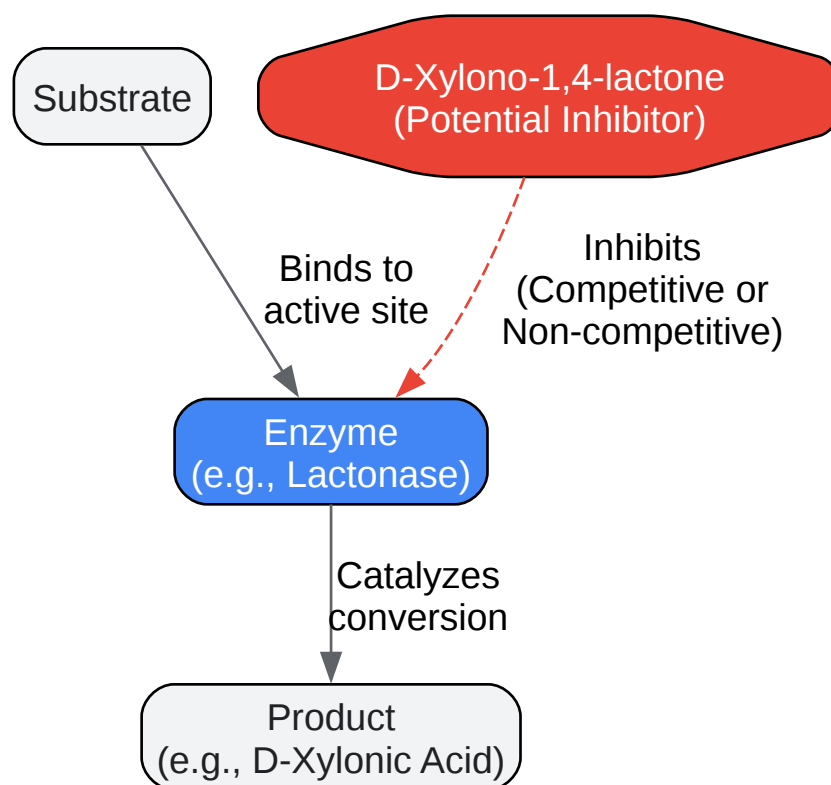 Substrate
D-Xylono-1,4-lactone
(Potential Inhibitor)
Binds to
active site
Inhibits
(Competitive or
Non-competitive)
Enzyme
(e.g., Lactonase)
Catalyzes
conversion
Product
(e.g., D-Xylonic Acid)